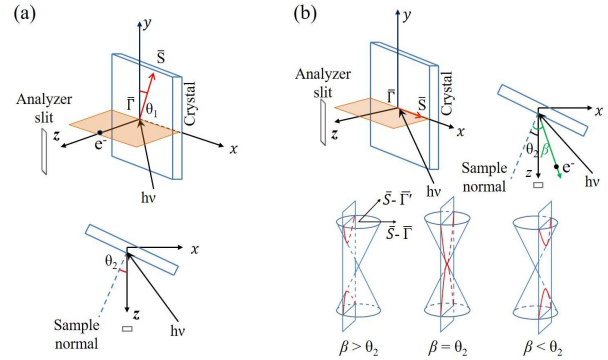 (a)
y
S̄
Γ̄
θ₁
Crystal
Analyzer
slit
z
e⁻
x
hν
x
θ₂
z
Sample
normal
hν
(b)
y
Γ̄
S̄
Crystal
Analyzer
slit
z
x
hν
x
θ₂
β
e⁻
z
Sample
normal
hν
S̄- Γ̄′
S̄- Γ̄
β > θ₂
β = θ₂
β < θ₂